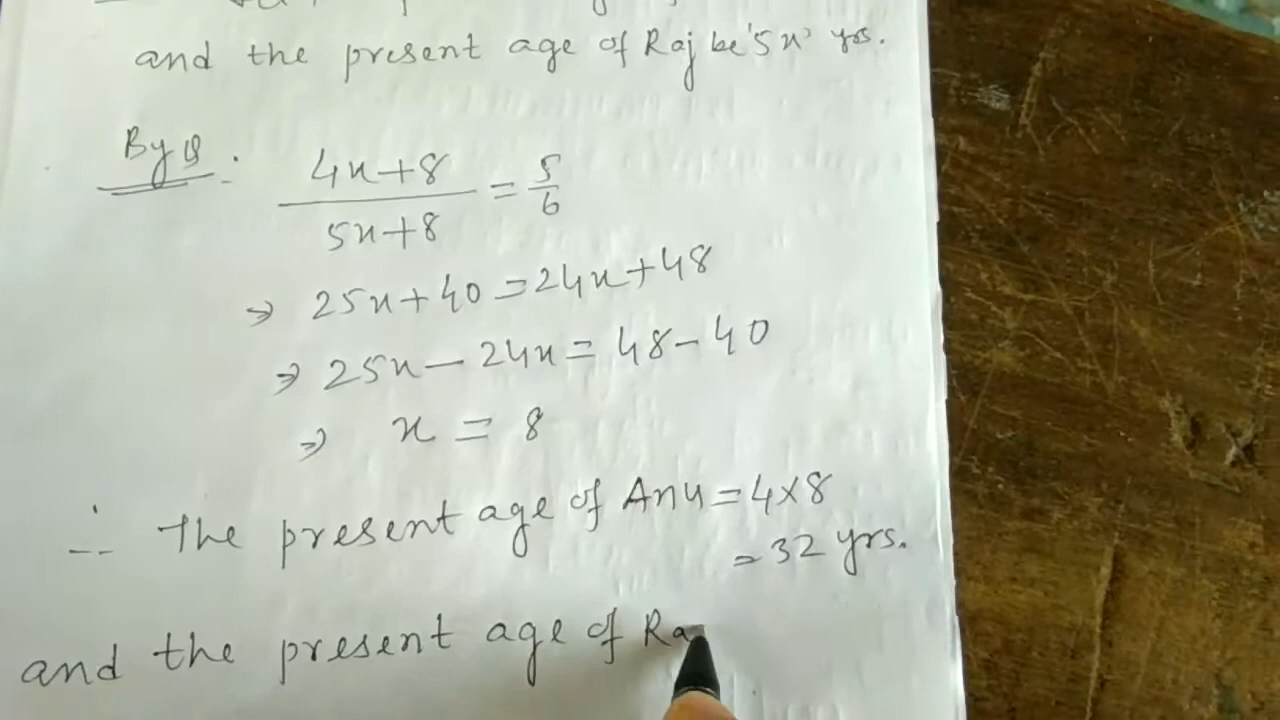 and the present age of Raj be '5x' yrs.
By Q:
4x+8 / 5x+8 = 5/6
⇒ 25x+40 = 24x+48
⇒ 25x - 24x = 48 - 40
⇒ x = 8
∴ The present age of Anu = 4×8
= 32 yrs.
and the present age of Ra